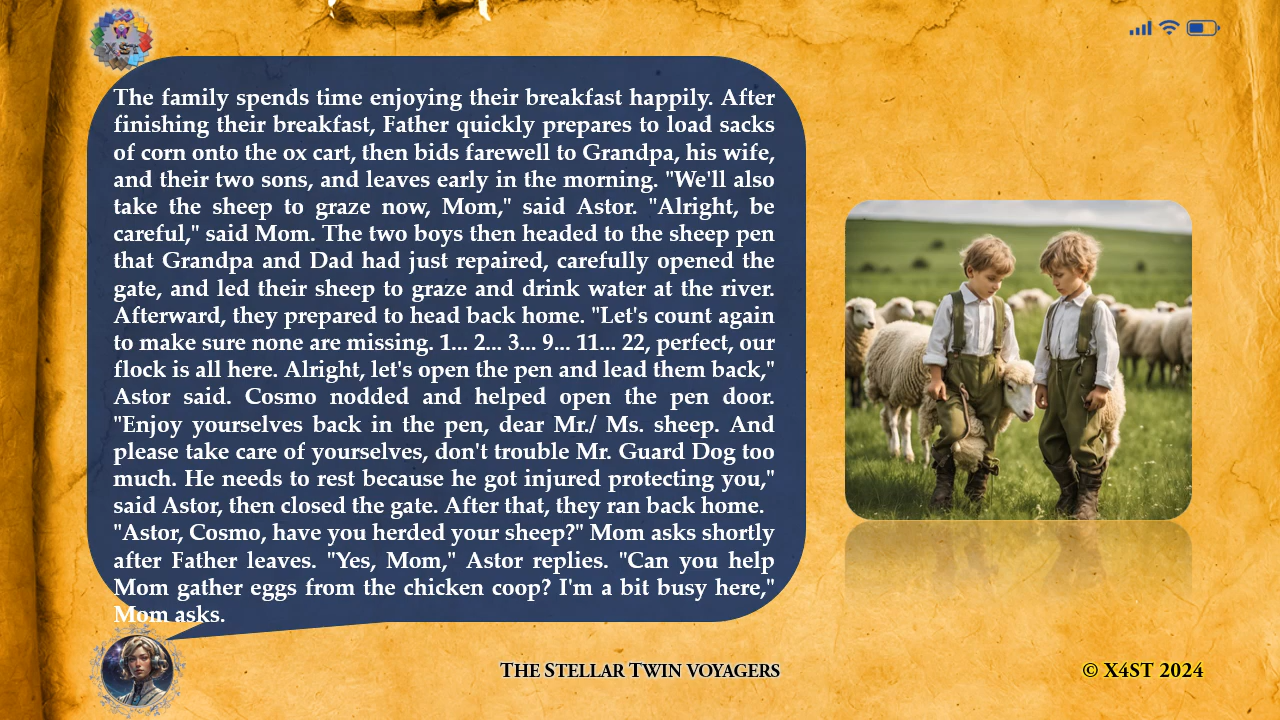 X4ST
The family spends time enjoying their breakfast happily. After
finishing their breakfast, Father quickly prepares to load sacks
of corn onto the ox cart, then bids farewell to Grandpa, his wife,
and their two sons, and leaves early in the morning. "We'll also
take the sheep to graze now, Mom," said Astor. "Alright, be
careful," said Mom. The two boys then headed to the sheep pen
that Grandpa and Dad had just repaired, carefully opened the
gate, and led their sheep to graze and drink water at the river.
Afterward, they prepared to head back home. "Let's count again
to make sure none are missing. 1... 2... 3... 9... 11... 22, perfect, our
flock is all here. Alright, let's open the pen and lead them back,"
Astor said. Cosmo nodded and helped open the pen door.
"Enjoy yourselves back in the pen, dear Mr./ Ms. sheep. And
please take care of yourselves, don't trouble Mr. Guard Dog too
much. He needs to rest because he got injured protecting you,"
said Astor, then closed the gate. After that, they ran back home.
"Astor, Cosmo, have you herded your sheep?" Mom asks shortly
after Father leaves. "Yes, Mom," Astor replies. "Can you help
Mom gather eggs from the chicken coop? I'm a bit busy here,"
Mom asks.
THE STELLAR TWIN VOYAGERS
© X4ST 2024